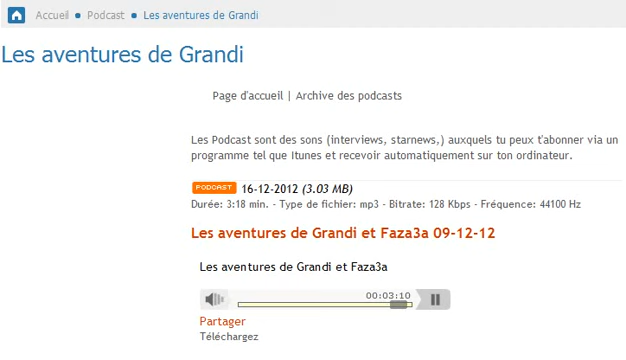 Accueil • Podcast • Les aventures de Grandi
Les aventures de Grandi
Page d'accueil | Archive des podcasts
Les Podcast sont des sons (interviews, starnews,) auxquels tu peux t'abonner via un
programme tel que Itunes et recevoir automatiquement sur ton ordinateur.
PODCAST 16-12-2012 (3.03 MB)
Durée: 3:18 min. - Type de fichier: mp3 - Bitrate: 128 Kbps - Fréquence: 44100 Hz
Les aventures de Grandi et Faza3a 09-12-12
Les aventures de Grandi et Faza3a
00:03:10
Partager
Téléchargez